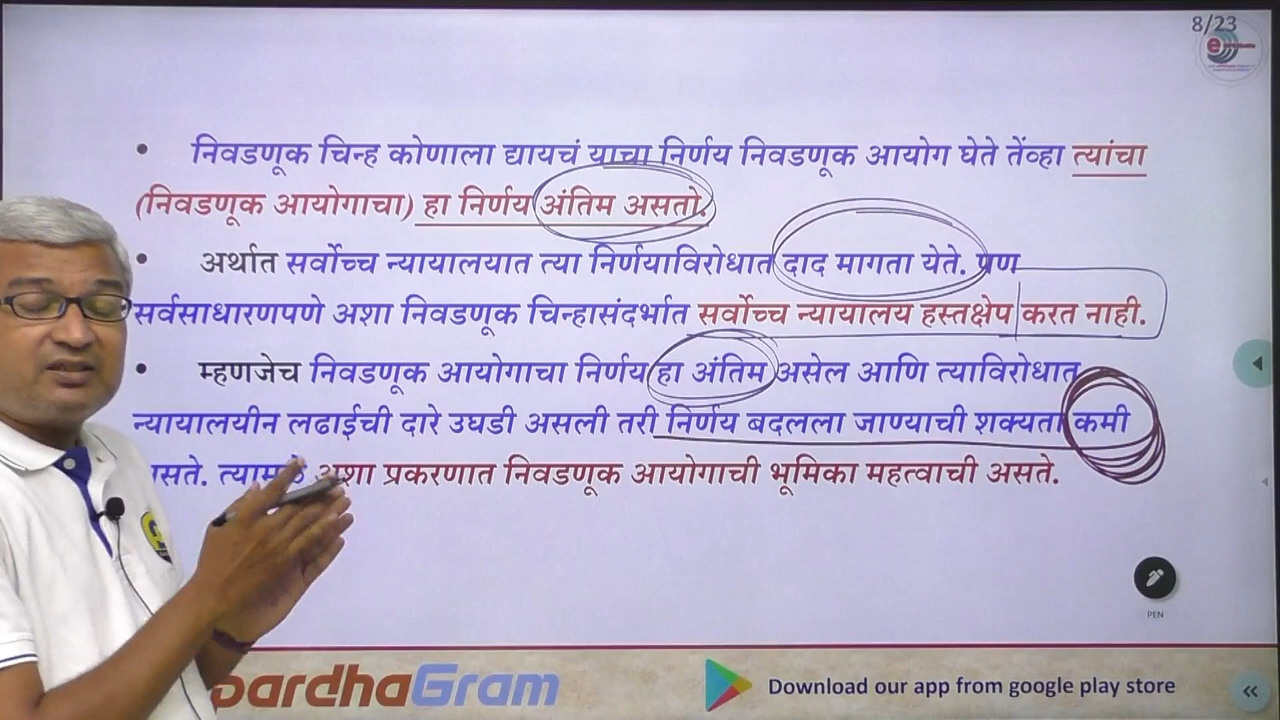 8/23
• निवडणूक चिन्ह कोणाला द्यायचं याचा निर्णय निवडणूक आयोग घेते तेंव्हा त्यांचा
(निवडणूक आयोगाचा) हा निर्णय अंतिम असतो.
• अर्थात सर्वोच्च न्यायालयात त्या निर्णयाविरोधात दाद मागता येते. पण
सर्वसाधारणपणे अशा निवडणूक चिन्हासंदर्भात सर्वोच्च न्यायालय हस्तक्षेप करत नाही.
• म्हणजेच निवडणूक आयोगाचा निर्णय हा अंतिम असेल आणि त्याविरोधात
न्यायालयीन लढाईची दारे उघडी असली तरी निर्णय बदलला जाण्याची शक्यता कमी
असते. त्यामुळे अशा प्रकरणात निवडणूक आयोगाची भूमिका महत्वाची असते.
PEN
pardhaGram
Download our app from google play store